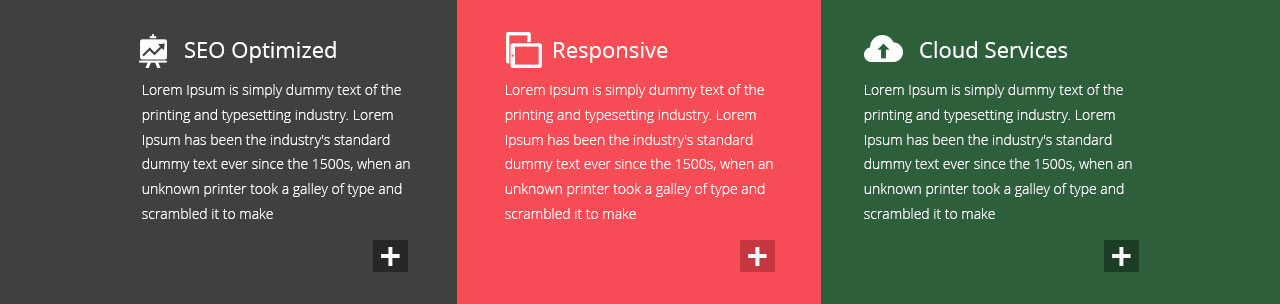 SEO Optimized
Lorem Ipsum is simply dummy text of the
printing and typesetting industry. Lorem
Ipsum has been the industry's standard
dummy text ever since the 1500s, when an
unknown printer took a galley of type and
scrambled it to make
Responsive
Lorem Ipsum is simply dummy text of the
printing and typesetting industry. Lorem
Ipsum has been the industry's standard
dummy text ever since the 1500s, when an
unknown printer took a galley of type and
scrambled it to make
Cloud Services
Lorem Ipsum is simply dummy text of the
printing and typesetting industry. Lorem
Ipsum has been the industry's standard
dummy text ever since the 1500s, when an
unknown printer took a galley of type and
scrambled it to make